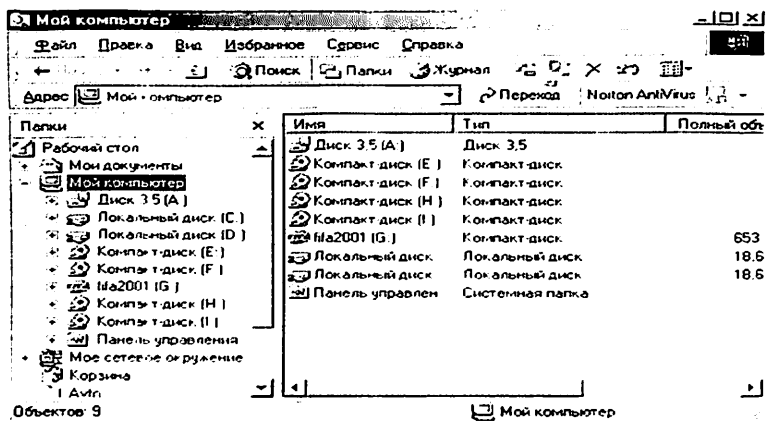 Мой компьютер
Файл Правка Вид Избранное Сервис Справка
Поиск Папки Журнал
Адрес Мой компьютер Переход Norton AntiVirus
Папки
Рабочий стол
Мои документы
Мой компьютер
Диск 3,5 (A:)
Локальный диск (C:)
Локальный диск (D:)
Компакт-диск (E:)
Компакт-диск (F:)
fifa2001 (G:)
Компакт-диск (H:)
Компакт-диск (I:)
Панель управления
Мое сетевое окружение
Корзина
Avto
Имя Тип Полный объ
Диск 3,5 (A:) Диск 3,5
Компакт-диск (E:) Компакт-диск
Компакт-диск (F:) Компакт-диск
Компакт-диск (H:) Компакт-диск
Компакт-диск (I:) Компакт-диск
fifa2001 (G:) Компакт-диск 653
Локальный диск Локальный диск 18,6
Локальный диск Локальный диск 18,6
Панель управлен Системная папка
Объектов: 9 Мой компьютер